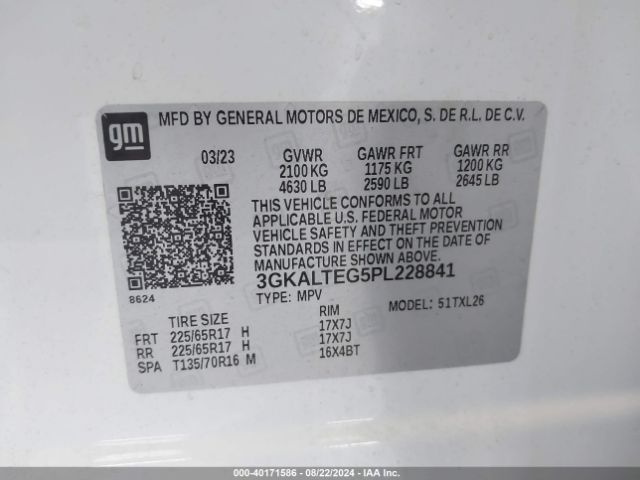 gm
MFD BY GENERAL MOTORS DE MEXICO, S. DE R.L. DE C.V.
03/23 GVWR GAWR FRT GAWR RR
2100 KG 1175 KG 1200 KG
4630 LB 2590 LB 2645 LB
THIS VEHICLE CONFORMS TO ALL
APPLICABLE U.S. FEDERAL MOTOR
VEHICLE SAFETY AND THEFT PREVENTION
STANDARDS IN EFFECT ON THE DATE
OF MANUFACTURE SHOWN ABOVE.
8624
3GKALTEG5PL228841
TYPE: MPV MODEL: 51TXL26
TIRE SIZE RIM
FRT 225/65R17 H 17X7J
RR 225/65R17 H 17X7J
SPA T135/70R16 M 16X4BT
000-40171586 - 08/22/2024 - IAA Inc.